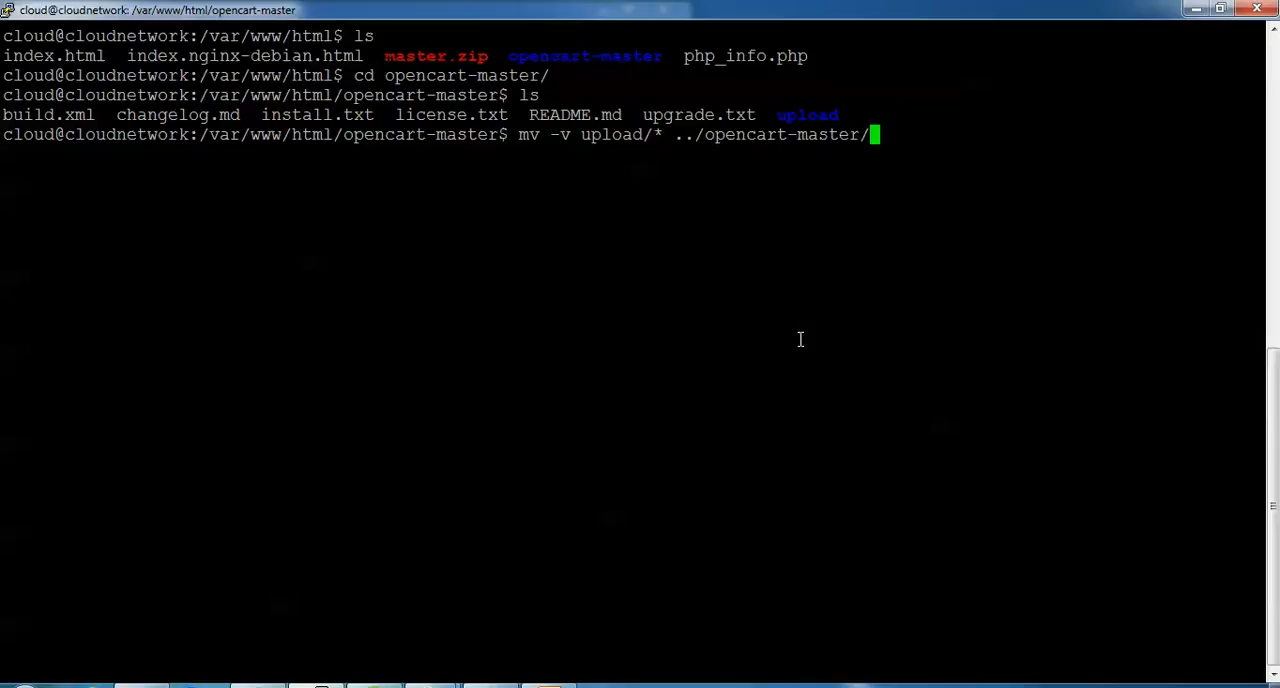 cloud@cloudnetwork: /var/www/html/opencart-master
cloud@cloudnetwork:/var/www/html$ ls
index.html  index.nginx-debian.html  master.zip  opencart-master  php_info.php
cloud@cloudnetwork:/var/www/html$ cd opencart-master/
cloud@cloudnetwork:/var/www/html/opencart-master$ ls
build.xml  changelog.md  install.txt  license.txt  README.md  upgrade.txt  upload
cloud@cloudnetwork:/var/www/html/opencart-master$ mv -v upload/* ../opencart-master/